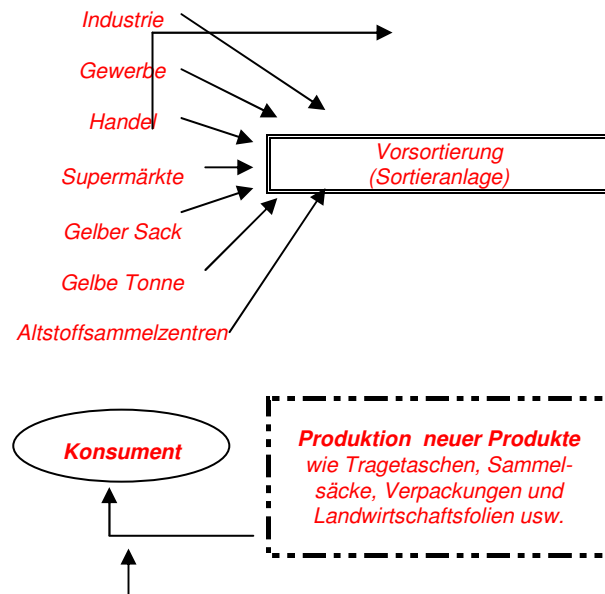 Industrie
Gewerbe
Handel
Supermärkte
Gelber Sack
Gelbe Tonne
Altstoffsammelzentren
Vorsortierung
(Sortieranlage)
Konsument
Produktion neuer Produkte
wie Tragetaschen, Sammel-
säcke, Verpackungen und
Landwirtschaftsfolien usw.